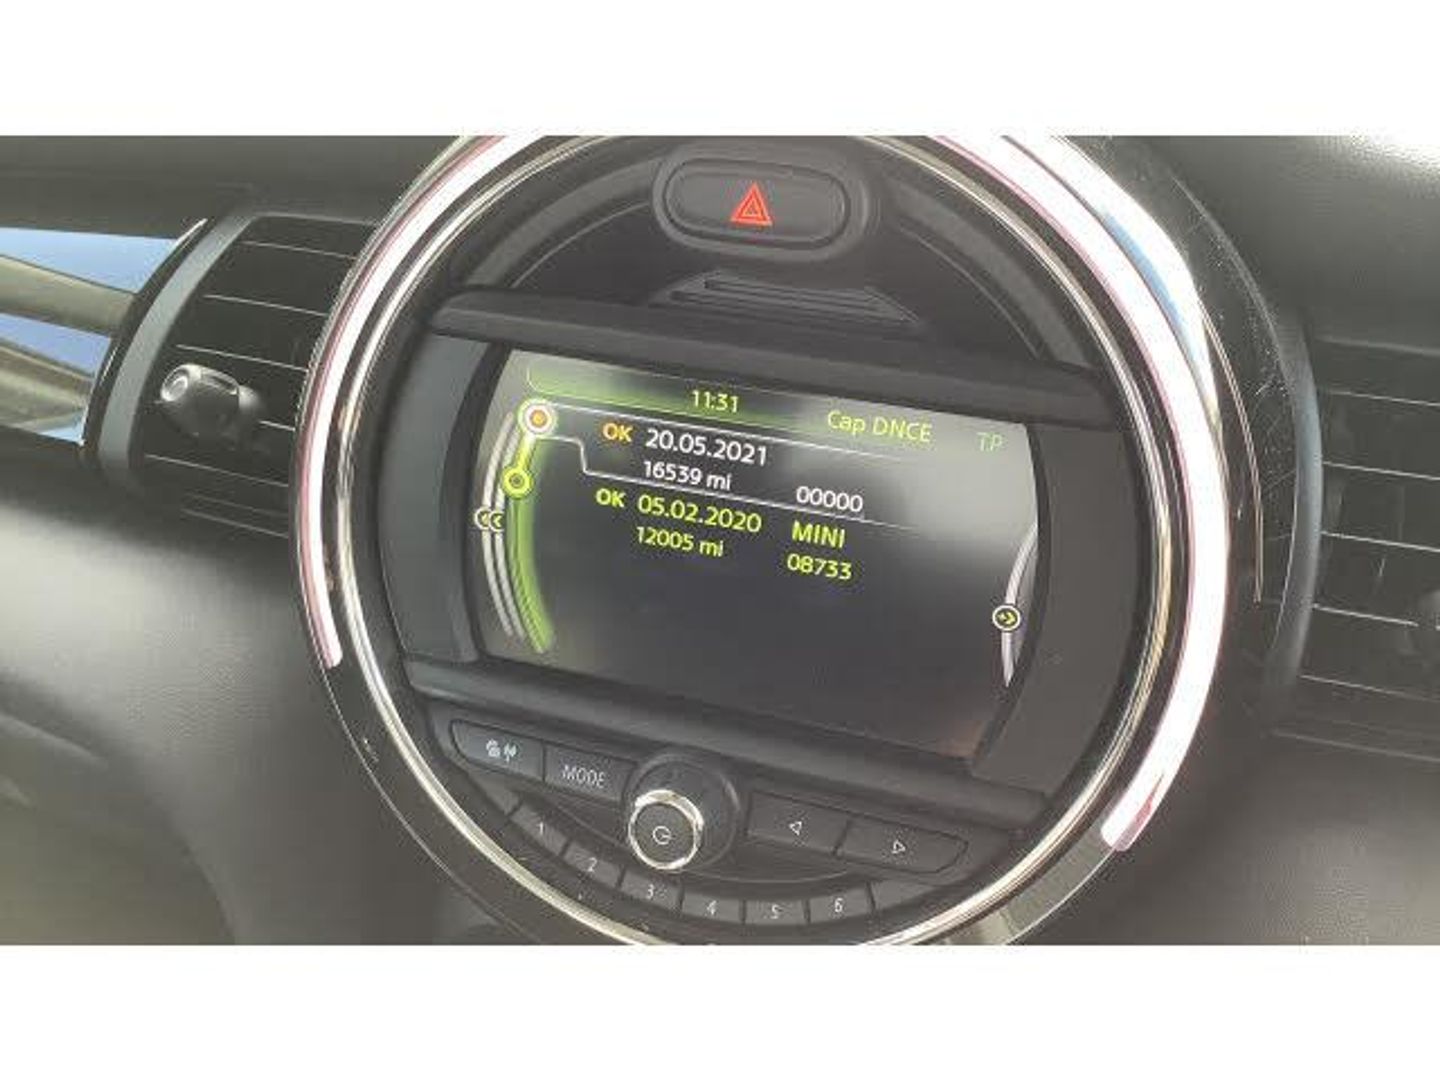 11:31 Cap DNCE TP
OK 20.05.2021
16539 mi 00000
OK 05.02.2020 MINI
12005 mi 08733
MODE
1 2 3 4 5 6